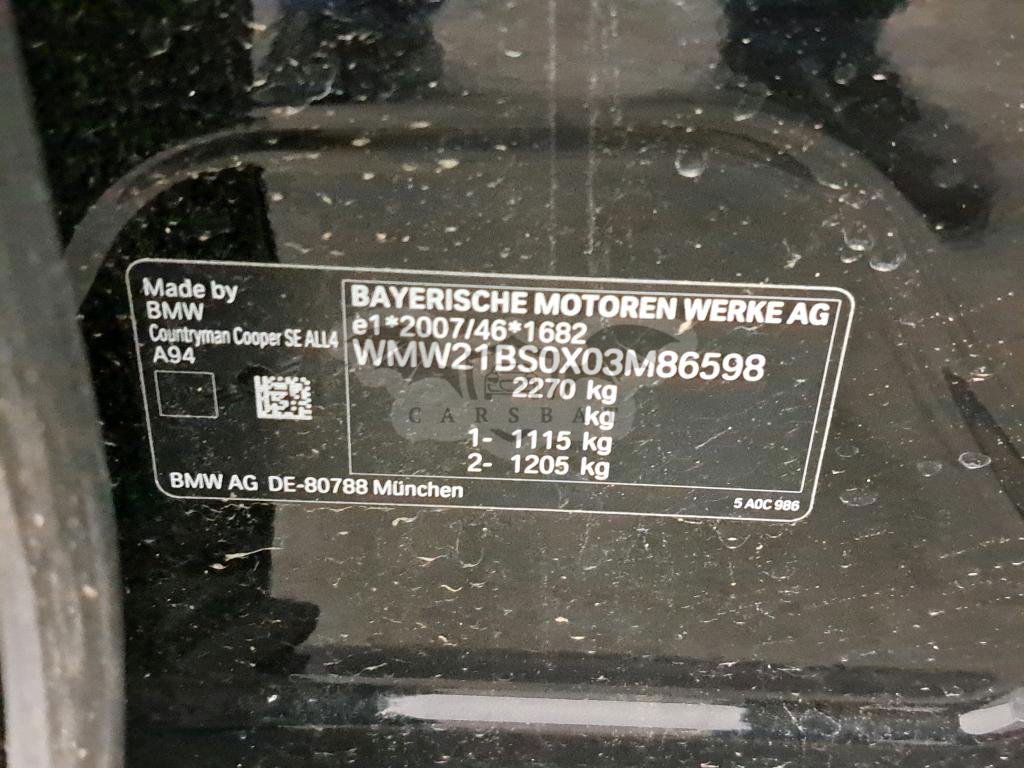 Made by
BMW
Countryman Cooper SE ALL4
A94
BAYERISCHE MOTOREN WERKE AG
e1*2007/46*1682
WMW21BS0X03M86598
2270 kg
kg
1- 1115 kg
2- 1205 kg
BMW AG DE-80788 München
5 A0C 986